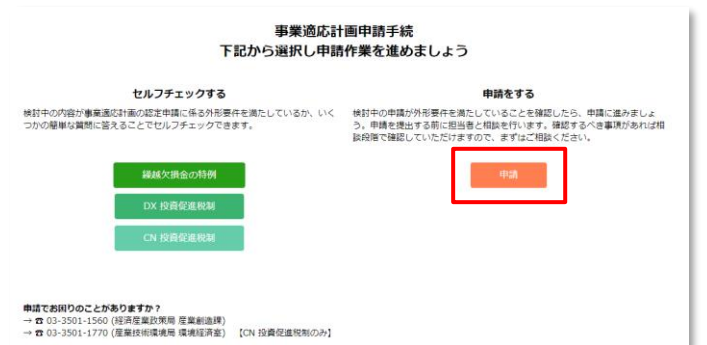 事業適応計画申請手続
下記から選択し申請作業を進めましょう
セルフチェックする
検討中の内容が事業適応計画の認定申請に係る外形要件を満たしているか、いく
つかの簡単な質問に答えることでセルフチェックできます。
繰越欠損金の特例
DX 投資促進税制
CN 投資促進税制
申請をする
検討中の申請が外形要件を満たしていることを確認したら、申請に進みましょ
う。申請を提出する前に担当者と相談を行います。確認するべき事項があれば相
談段階で確認していただけますので、まずはご相談ください。
申請
申請でお困りのことがありますか？
→ ☎ 03-3501-1560 (経済産業政策局 産業創造課)
→ ☎ 03-3501-1770 (産業技術環境局 環境経済室) 【CN 投資促進税制のみ】